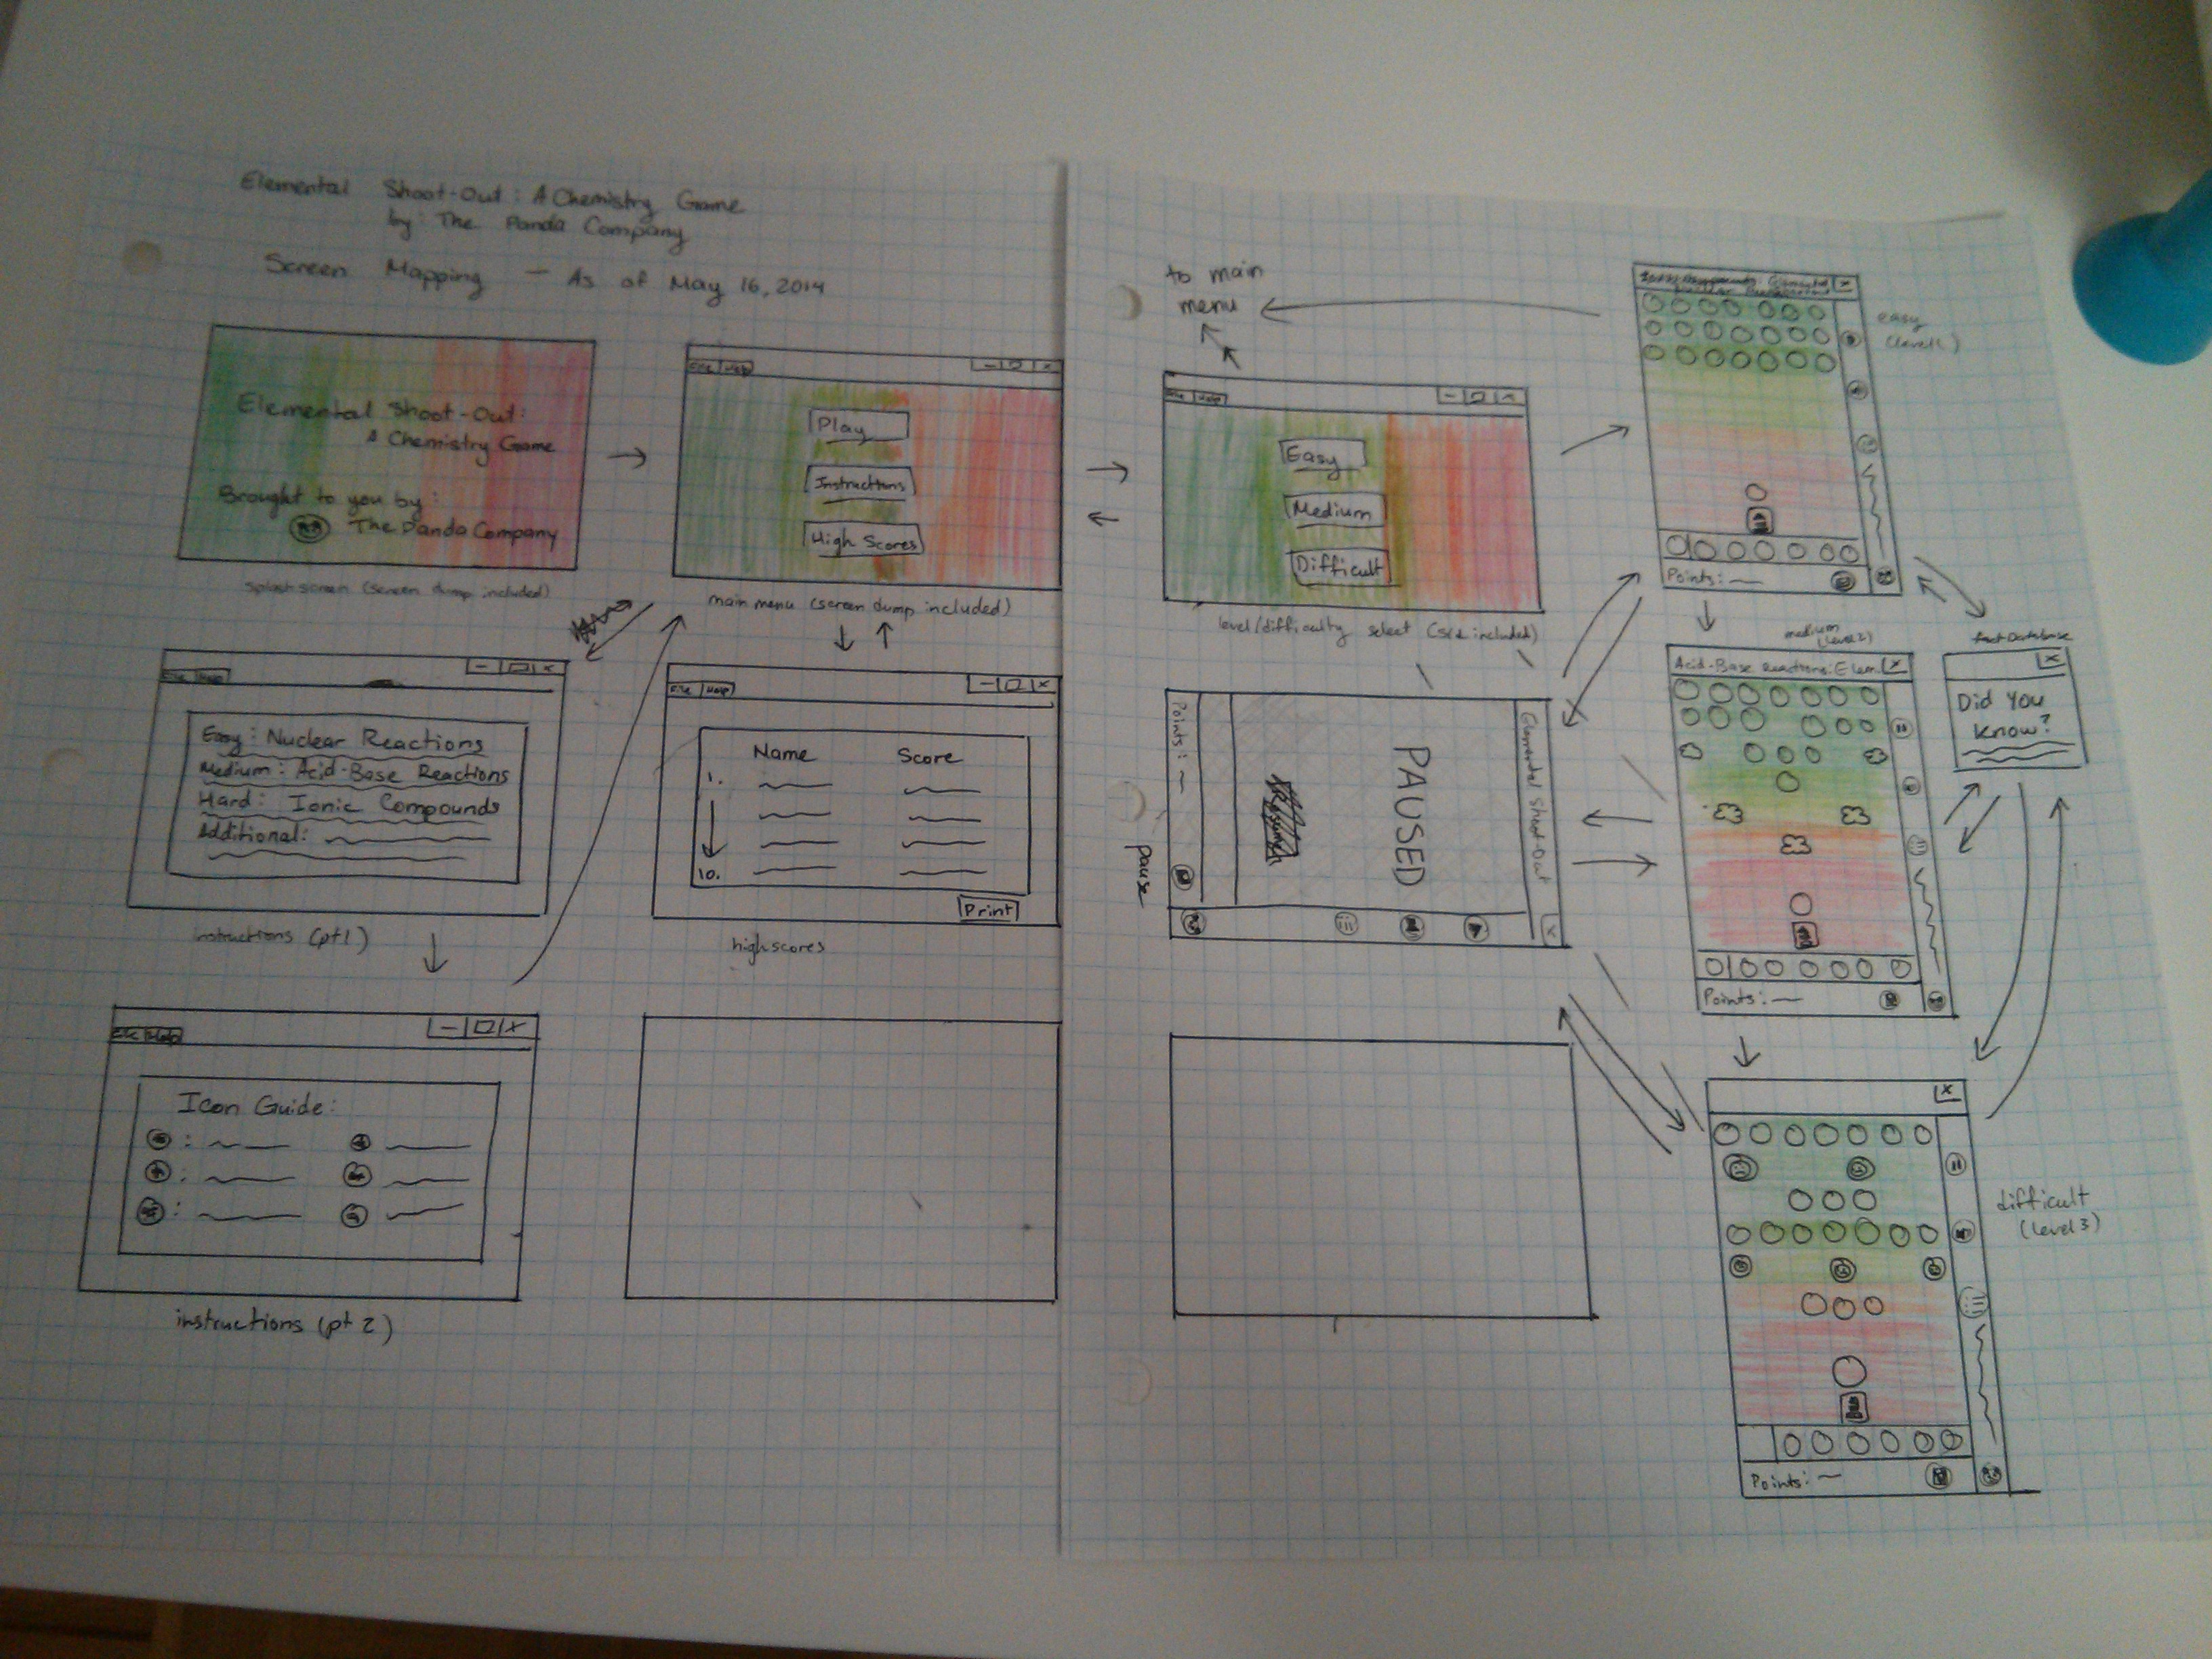 Elemental Shoot-Out: A Chemistry Game
by: The Panda Company
Screen Mapping - As of May 16, 2014
Elemental Shoot-Out:
A Chemistry Game
Brought to you by:
The Panda Company
splash screen (screen dump included)
File Help
Play
Instructions
High Scores
main menu (screen dump included)
File Help
Easy: Nuclear Reactions
Medium: Acid-Base Reactions
Hard: Ionic Compounds
Additional:
instructions (pt 1)
File Help
Name Score
1.
10.
Print
highscores
File Help
Icon Guide:
instructions (pt 2)
to main
menu
File Help
Easy
Medium
Difficult
level/difficulty select (s/d included)
Elemental Shoot-Out
PAUSED
Points:
pause
easy
(level 1)
Points:
medium
(level 2)
Acid-Base Reactions: Elem.
Points:
fact Database
Did You
Know?
difficult
(level 3)
Points: